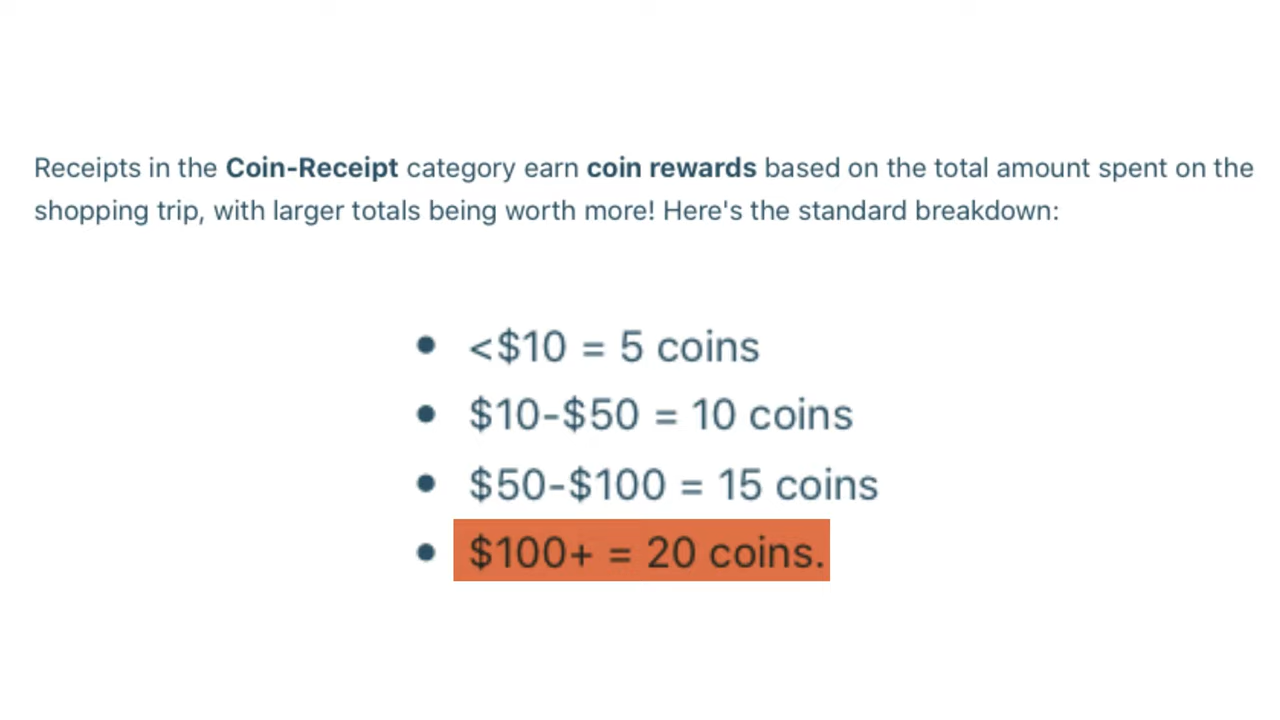 Receipts in the Coin-Receipt category earn coin rewards based on the total amount spent on the
shopping trip, with larger totals being worth more! Here's the standard breakdown:
• <$10 = 5 coins
• $10-$50 = 10 coins
• $50-$100 = 15 coins
• $100+ = 20 coins.